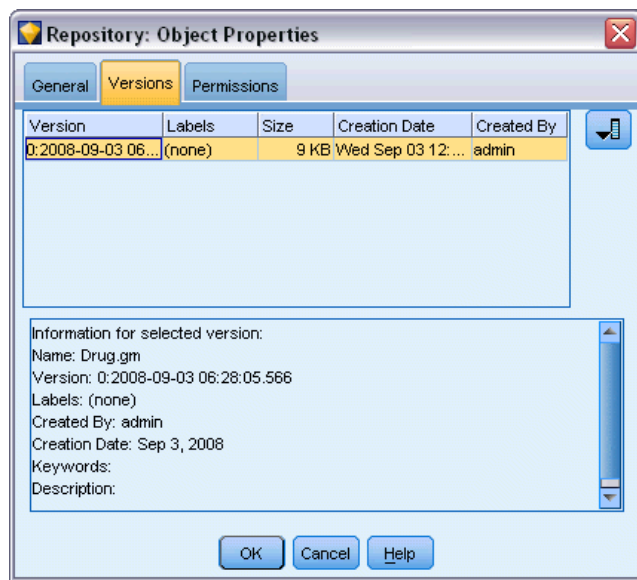 Repository: Object Properties
General Versions Permissions
Version Labels Size Creation Date Created By
0:2008-09-03 06... (none) 9 KB Wed Sep 03 12:... admin
Information for selected version:
Name: Drug.gm
Version: 0:2008-09-03 06:28:05.566
Labels: (none)
Created By: admin
Creation Date: Sep 3, 2008
Keywords:
Description:
OK Cancel Help